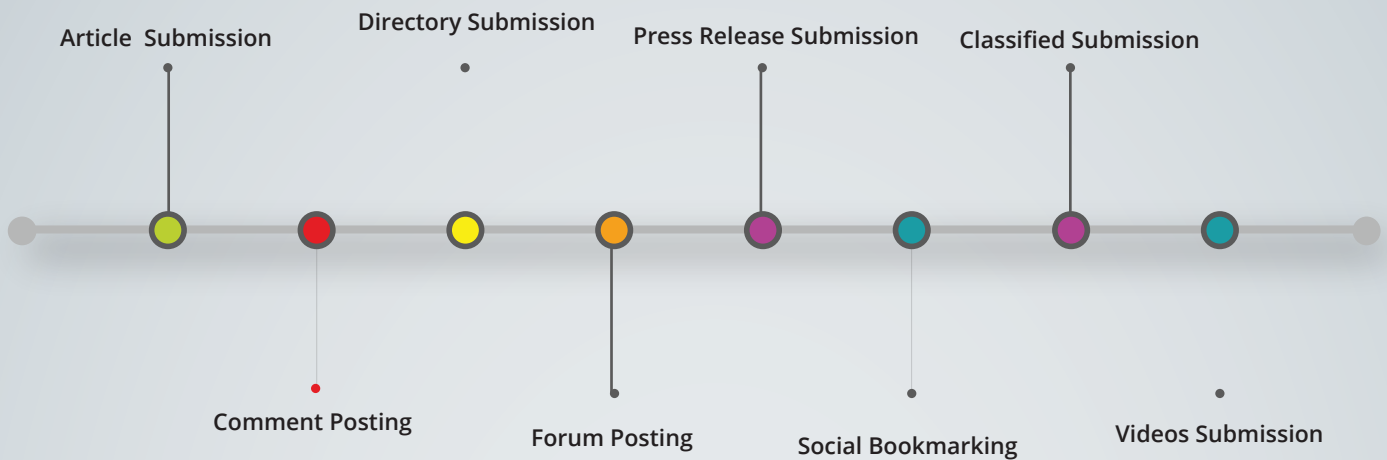 Article  Submission
Directory Submission
Press Release Submission
Classified Submission
Comment Posting
Forum Posting
Social Bookmarking
Videos Submission